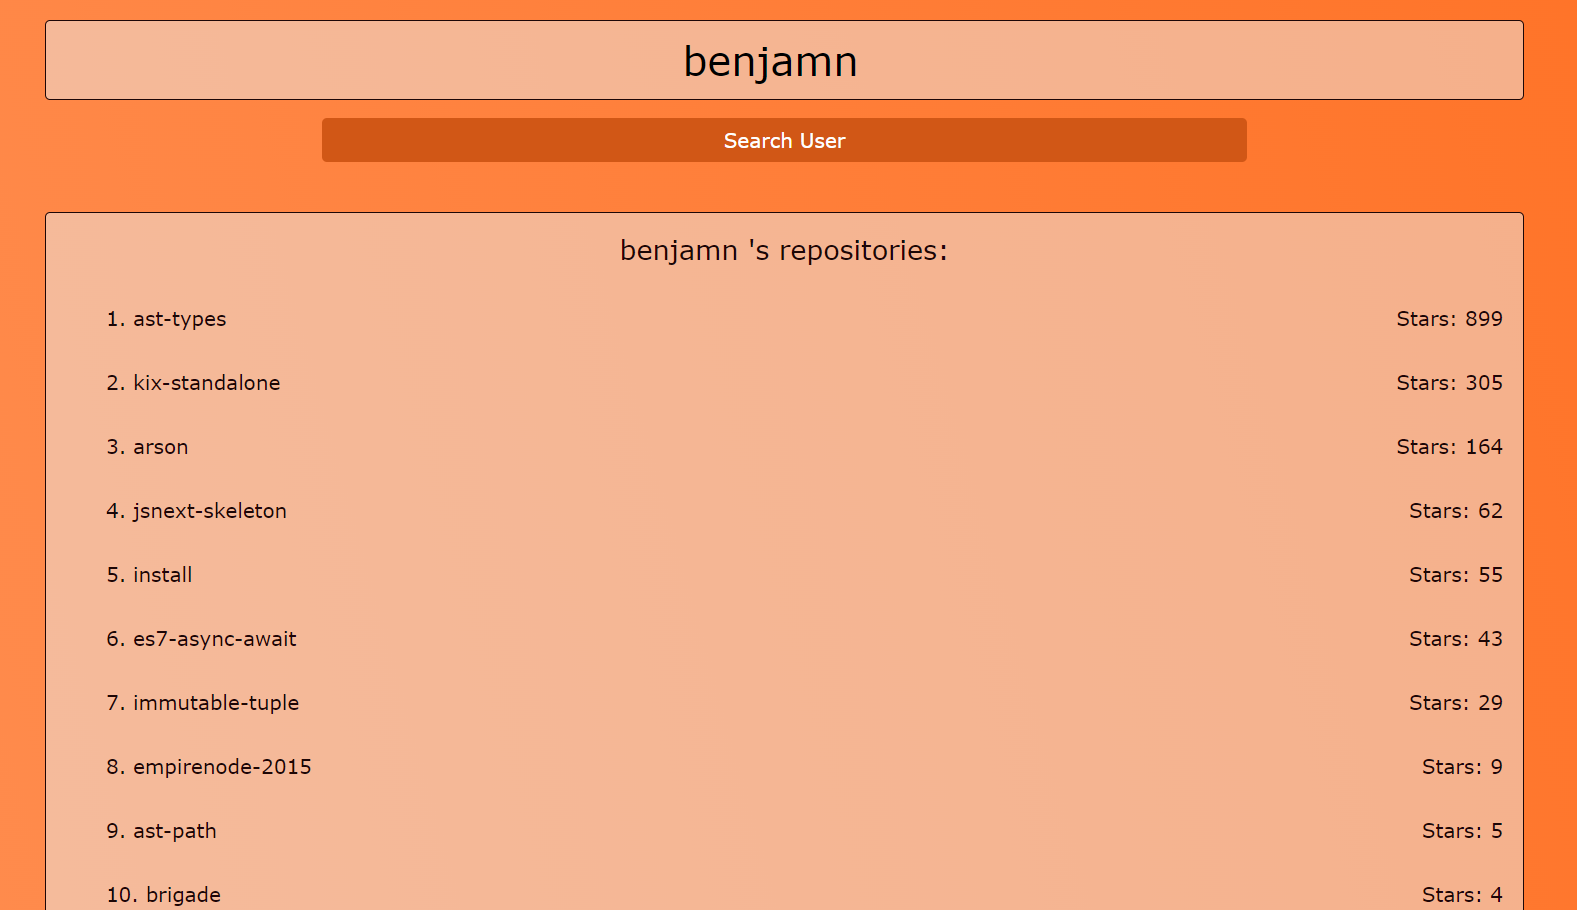 benjamn
Search User
benjamn 's repositories:
1. ast-types Stars: 899
2. kix-standalone Stars: 305
3. arson Stars: 164
4. jsnext-skeleton Stars: 62
5. install Stars: 55
6. es7-async-await Stars: 43
7. immutable-tuple Stars: 29
8. empirenode-2015 Stars: 9
9. ast-path Stars: 5
10. brigade Stars: 4